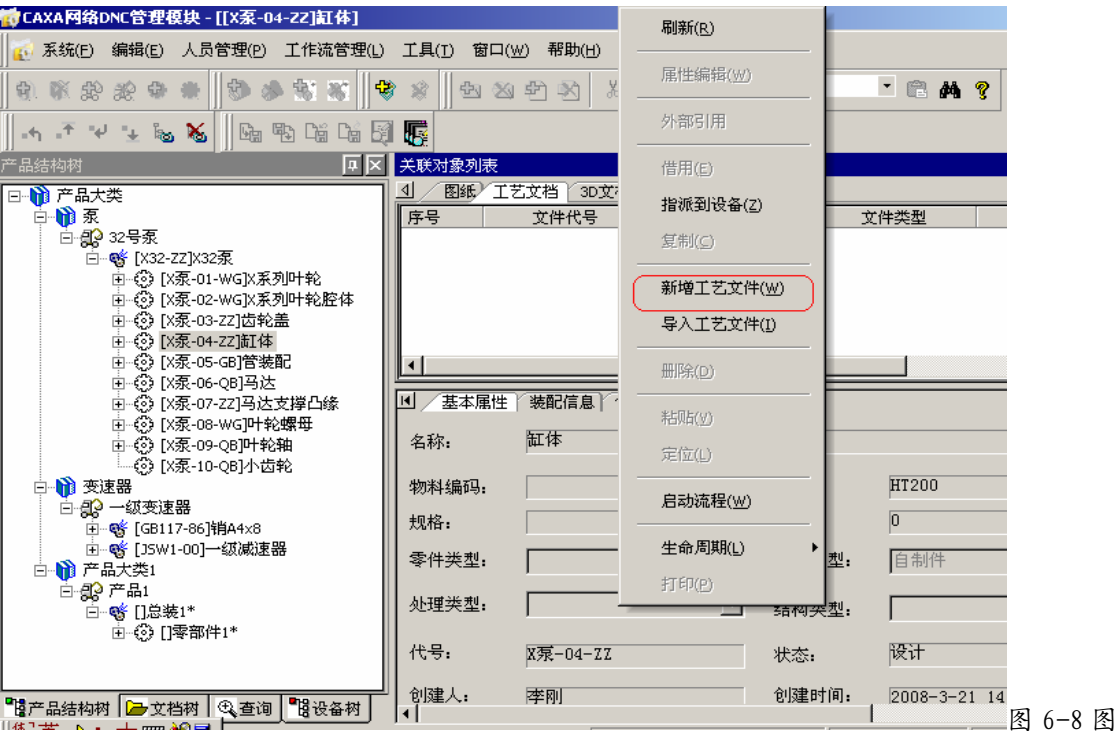 CAXA网络DNC管理模块 - [[X泵-04-ZZ]缸体]
系统(F) 编辑(E) 人员管理(P) 工作流管理(L) 工具(T) 窗口(W) 帮助(H)
产品结构树
产品大类
泵
32号泵
[X32-ZZ]X32泵
[X泵-01-WG]X系列叶轮
[X泵-02-WG]X系列叶轮腔体
[X泵-03-ZZ]齿轮盖
[X泵-04-ZZ]缸体
[X泵-05-GB]管装配
[X泵-06-QB]马达
[X泵-07-ZZ]马达支撑凸缘
[X泵-08-WG]叶轮螺母
[X泵-09-QB]叶轮轴
[X泵-10-QB]小齿轮
变速器
一级变速器
[GB117-86]销A4x8
[JSW1-00]一级减速器
产品大类1
产品1
[]总装1*
[]零部件1*
产品结构树 文档树 查询 设备树
关联对象列表
图纸 工艺文档 3D文
序号 文件代号 文件类型
基本属性 装配信息
名称: 缸体
物料编码: HT200
规格: 0
零件类型: 型: 自制件
处理类型: 结构类型:
代号: X泵-04-ZZ 状态: 设计
创建人: 李刚 创建时间: 2008-3-21 14
刷新(R)
属性编辑(W)
外部引用
借用(E)
指派到设备(Z)
复制(C)
新增工艺文件(W)
导入工艺文件(I)
删除(D)
粘贴(V)
定位(L)
启动流程(W)
生命周期(L)
打印(P)
图 6-8 图